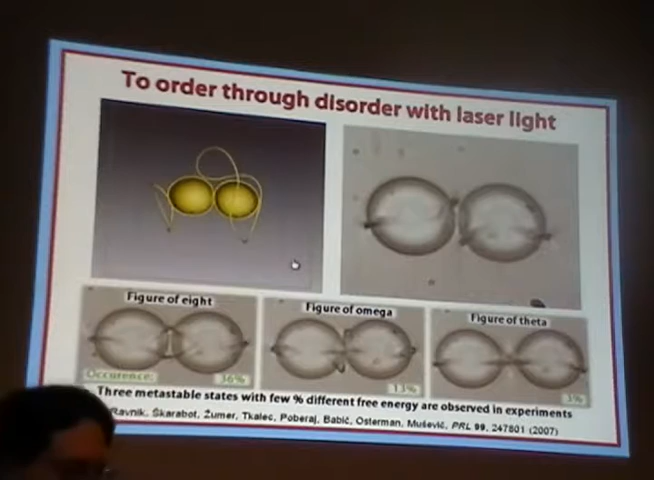 To order through disorder with laser light
Figure of eight
Figure of omega
Figure of theta
Occurence:
36%
13%
3%
Three metastable states with few % different free energy are observed in experiments
Ravnik, Škarabot, Žumer, Tkalec, Poberaj, Babič, Osterman, Muševič, PRL 99, 247801 (2007)